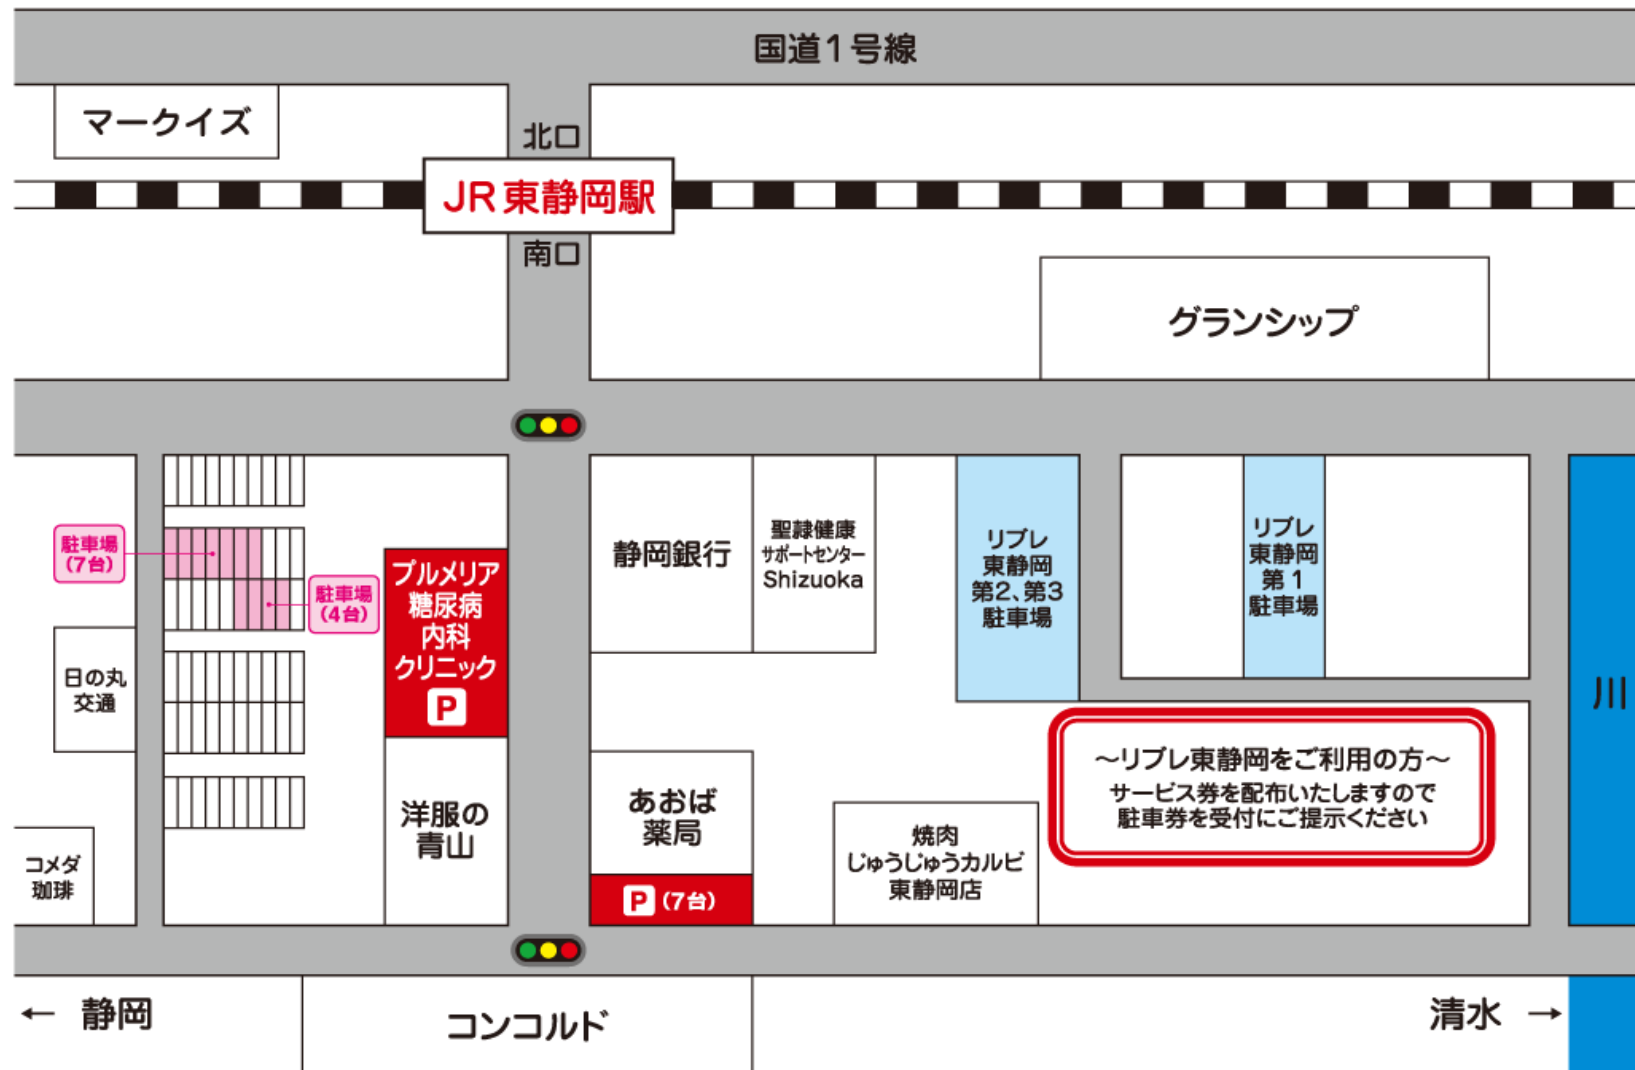 国道1号線
マークイズ
北口
JR東静岡駅
南口
グランシップ
駐車場
(7台)
駐車場
(4台)
プルメリア
糖尿病
内科
クリニック
P
静岡銀行
聖隷健康
サポートセンター
Shizuoka
リブレ
東静岡
第2、第3
駐車場
リブレ
東静岡
第1
駐車場
川
日の丸
交通
コメダ
珈琲
洋服の
青山
あおば
薬局
P (7台)
焼肉
じゅうじゅうカルビ
東静岡店
〜リブレ東静岡をご利用の方〜
サービス券を配布いたしますので
駐車券を受付にご提示ください
← 静岡
コンコルド
清水 →